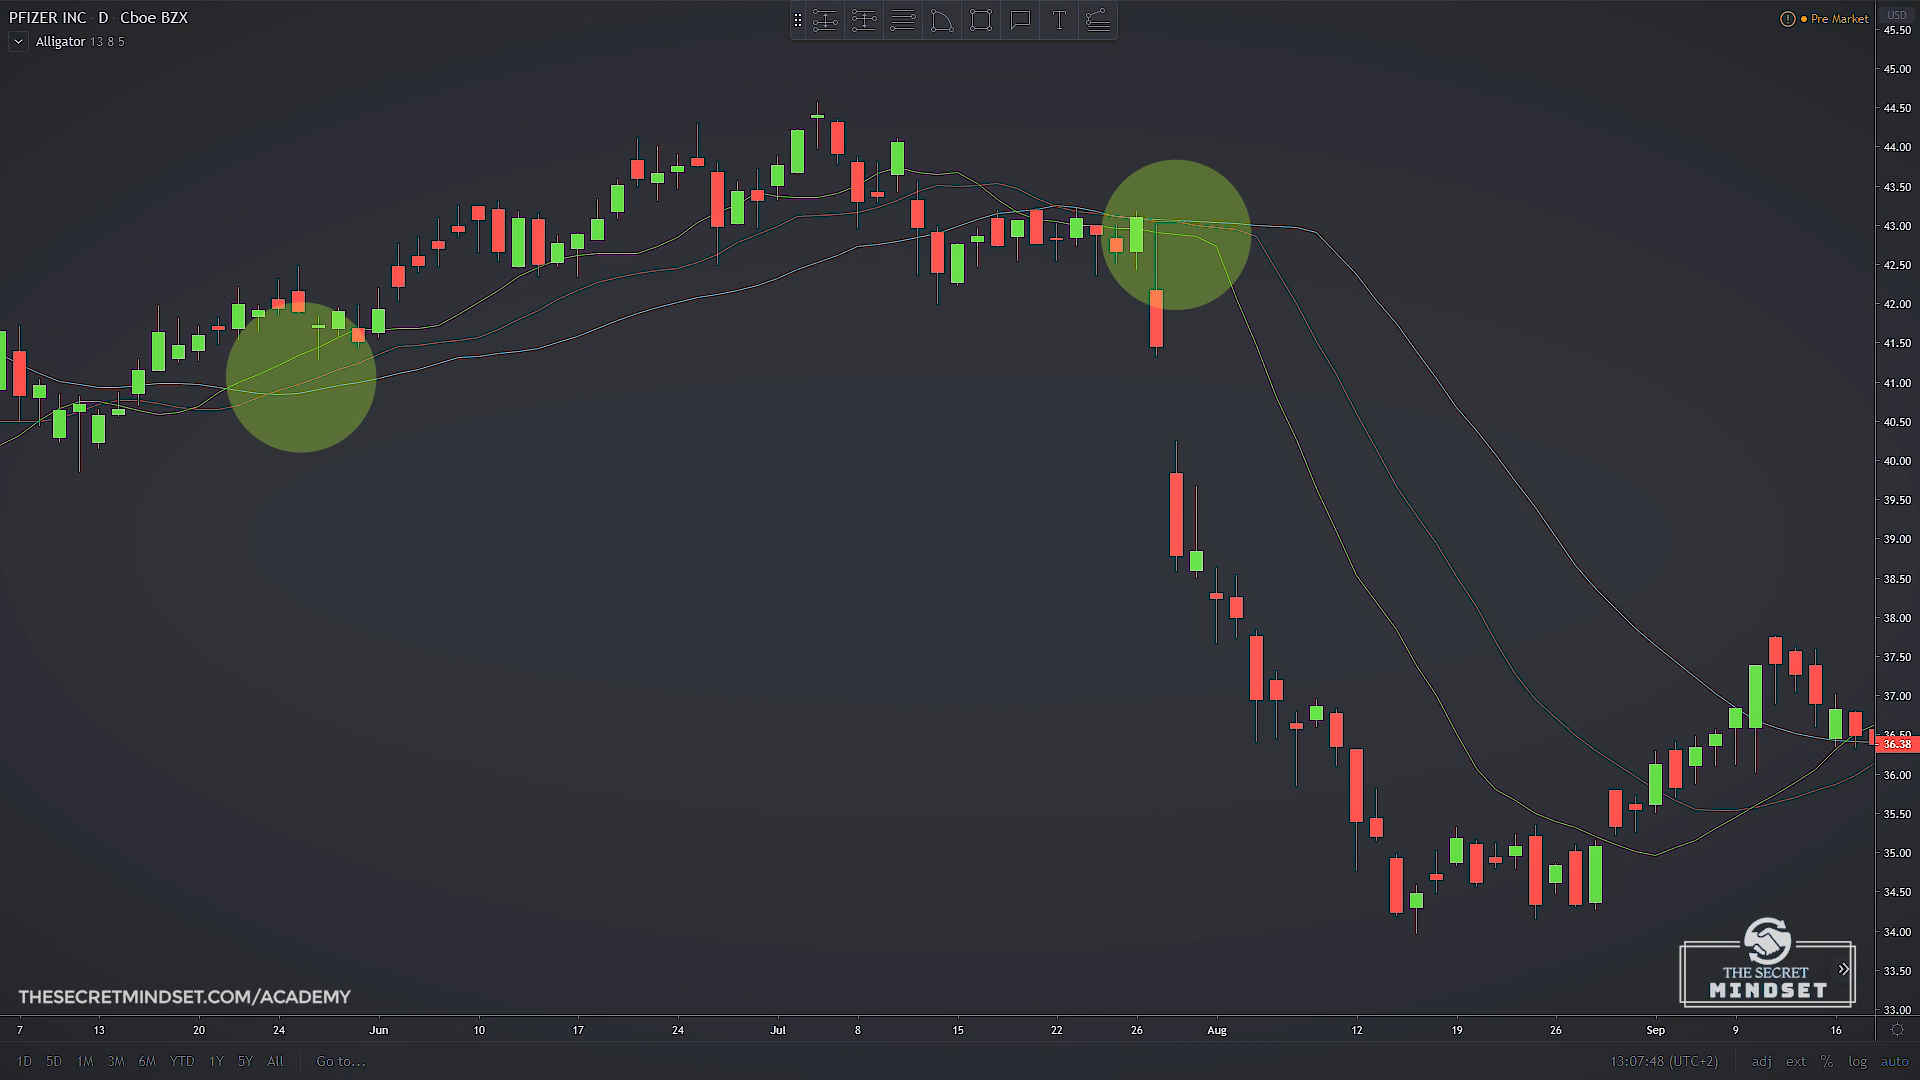 PFIZER INC D Cboe BZX
Alligator 13 8 5
T
Pre Market
USD
45.50
45.00
44.50
44.00
43.50
43.00
42.50
42.00
41.50
41.00
40.50
40.00
39.50
39.00
38.50
38.00
37.50
37.00
36.50
36.38
36.00
35.50
35.00
34.50
34.00
33.50
33.00
THE SECRET
MINDSET
THESECRETMINDSET.COM/ACADEMY
7 13 20 24 Jun 10 17 24 Jul 8 15 22 26 Aug 12 19 26 Sep 9 16
1D 5D 1M 3M 6M YTD 1Y 5Y All Go to... 13:07:48 (UTC+2) adj ext % log auto